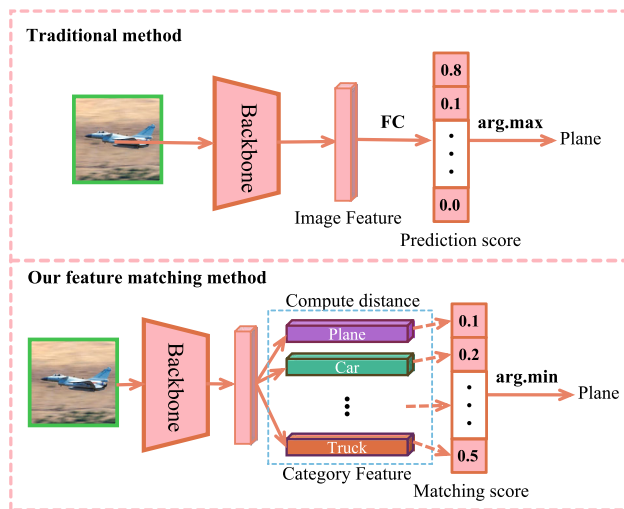 Traditional method
Backbone
Image Feature
FC
0.8
0.1
0.0
Prediction score
arg.max
Plane
Our feature matching method
Backbone
Compute distance
Plane
Car
Truck
Category Feature
0.1
0.2
0.5
Matching score
arg.min
Plane